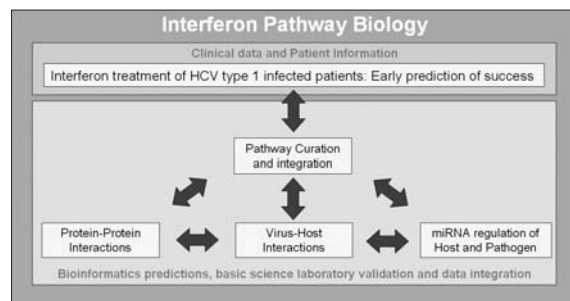 Interferon Pathway Biology
Clinical data and Patient Information
Interferon treatment of HCV type 1 infected patients: Early prediction of success
Pathway Curation
and integration
Protein-Protein
Interactions
Virus-Host
Interactions
miRNA regulation of
Host and Pathogen
Bioinformatics predictions, basic science laboratory validation and data integration